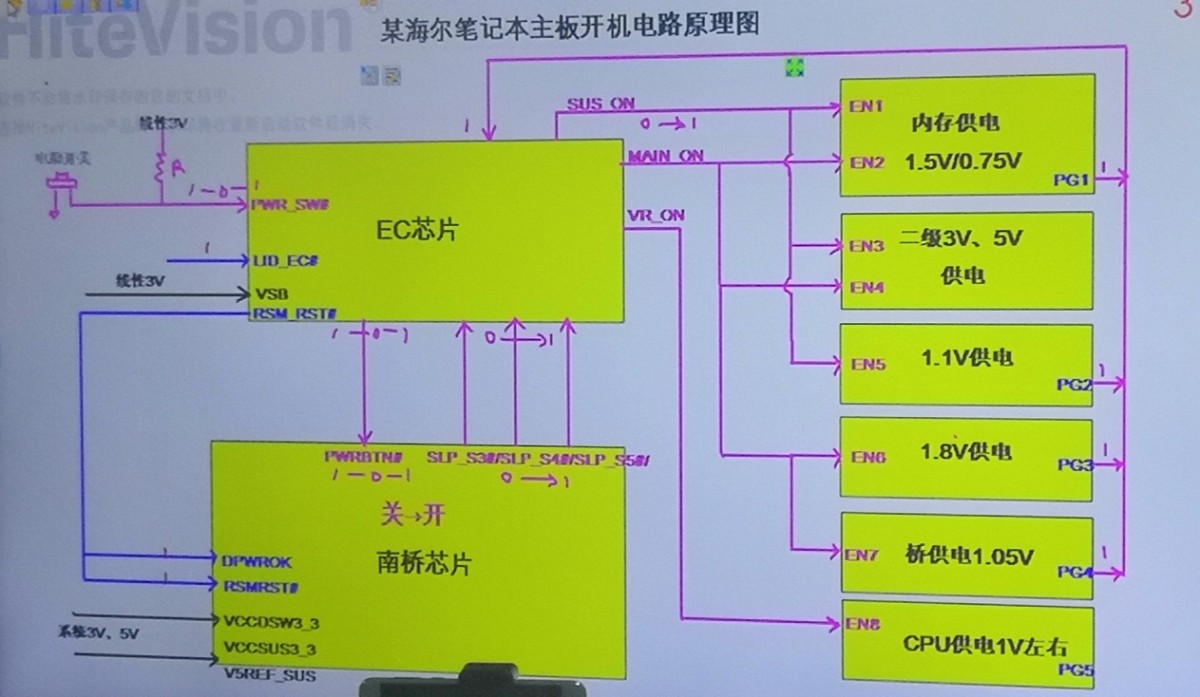 某海尔笔记本主板开机电路原理图
3
HiteVision
线性3V
电源开关
R
1-0-1
PWR_SW#
1
LID_EC#
线性3V
VSB
RSM_RST#
EC芯片
1
SUS_ON
0→1
MAIN_ON
VR_ON
1-0-1
0→1
PWRBTN#
SLP_S3#/SLP_S4#/SLP_S5#/
1-0-1
0→1
关→开
南桥芯片
1
DPWROK
1
RSMRST#
系统3V、5V
VCCDSW3_3
VCCSUS3_3
V5REF_SUS
EN1
内存供电
EN2
1.5V/0.75V
PG1
1
EN3
二级3V、5V
供电
EN4
EN5
1.1V供电
PG2
1
EN6
1.8V供电
PG3
1
EN7
桥供电1.05V
PG4
1
EN8
CPU供电1V左右
PG5